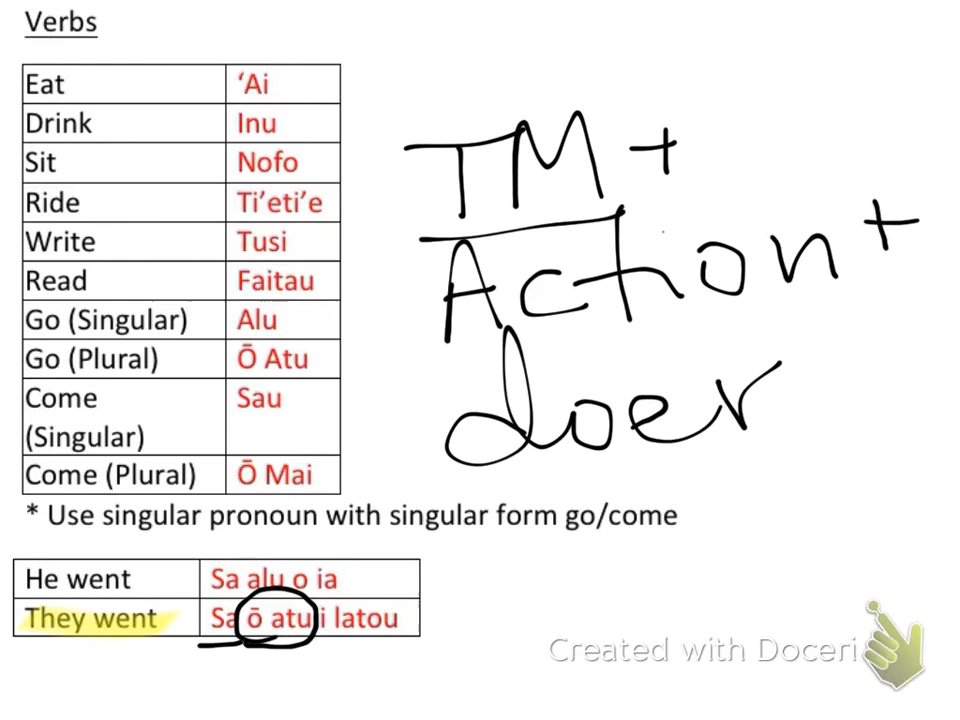 Verbs
Eat 'Ai
Drink Inu
Sit Nofo
Ride Ti'eti'e
Write Tusi
Read Faitau
Go (Singular) Alu
Go (Plural) Ō Atu
Come Sau
(Singular)
Come (Plural) Ō Mai
* Use singular pronoun with singular form go/come
He went Sa alu o ia
They went Sa ō atu i latou
TM +
Action +
doer
Created with Doceri